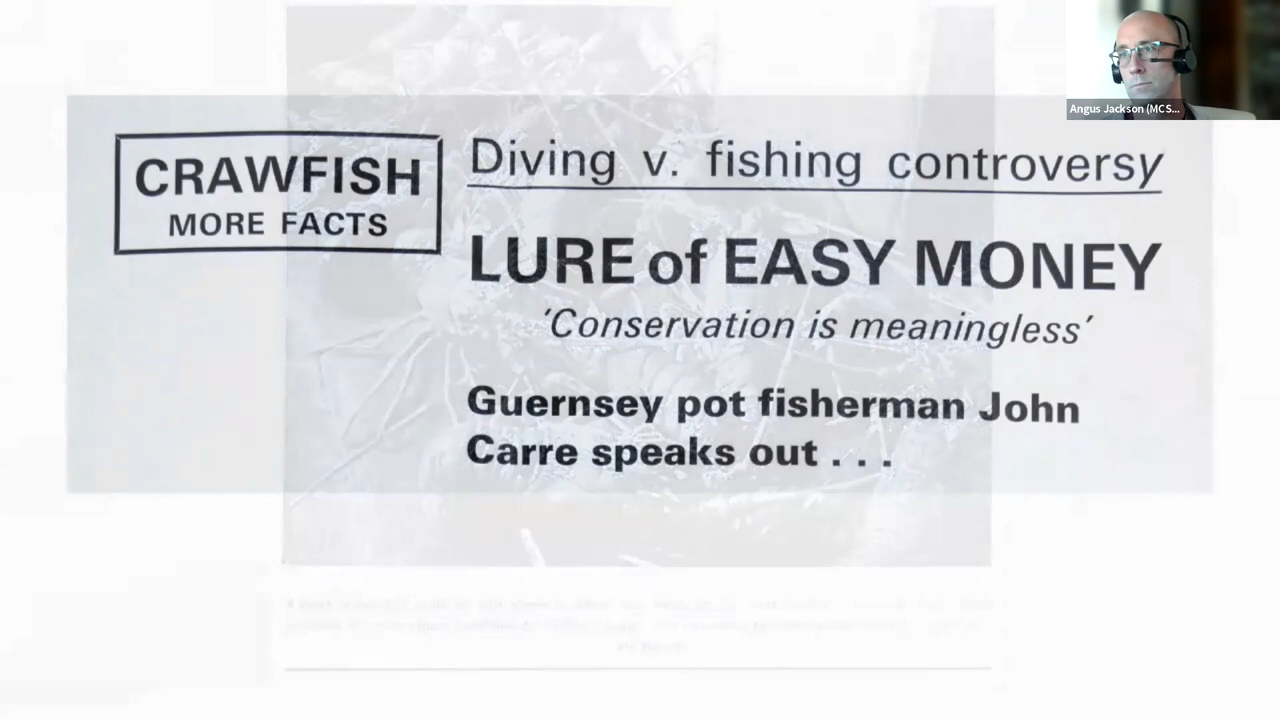 CRAWFISH
MORE FACTS
Diving v. fishing controversy
LURE of EASY MONEY
‘Conservation is meaningless’
Guernsey pot fisherman John
Carre speaks out . . .
Angus Jackson (MCS...